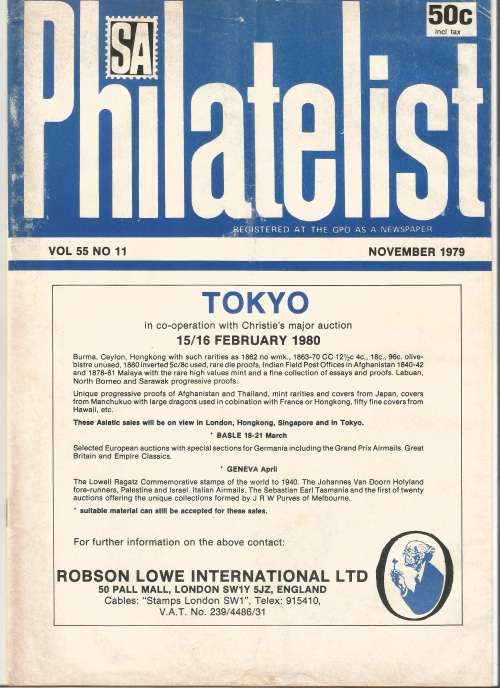 50c
incl tax
SA
Philatelist
REGISTERED AT THE GPO AS A NEWSPAPER
VOL 55 NO 11 NOVEMBER 1979
TOKYO
in co-operation with Christie's major auction
15/16 FEBRUARY 1980
Burma, Ceylon, Hongkong with such rarities as 1862 no wmk., 1863-70 CC 12½c 4c., 18c., 96c. olive-
bistre unused, 1880 inverted 5c/8c used, rare die proofs, Indian Field Post Offices in Afghanistan 1840-42
and 1878-81 Malaya with the rare high values mint and a fine collection of essays and proofs. Labuan,
North Borneo and Sarawak progressive proofs.
Unique progressive proofs of Afghanistan and Thailand, mint rarities and covers from Japan, covers
from Manchukuo with large dragons used in cobination with France or Hongkong, fifty fine covers from
Hawaii, etc.
These Asiatic sales will be on view in London, Hongkong, Singapore and in Tokyo.
* BASLE 18-21 March
Selected European auctions with special sections for Germania including the Grand Prix Airmails. Great
Britain and Empire Classics.
* GENEVA April
The Lowell Ragatz Commemorative stamps of the world to 1940. The Johannes Van Doorn Holyland
fore-runners, Palestine and Israel. Italian Airmails. The Sebastian Earl Tasmania and the first of twenty
auctions offering the unique collections formed by J R W Purves of Melbourne.
* suitable material can still be accepted for these sales.
For further information on the above contact:
ROBSON LOWE INTERNATIONAL LTD
50 PALL MALL, LONDON SW1Y 5JZ, ENGLAND
Cables: "Stamps London SW1", Telex: 915410,
V.A.T. No. 239/4486/31